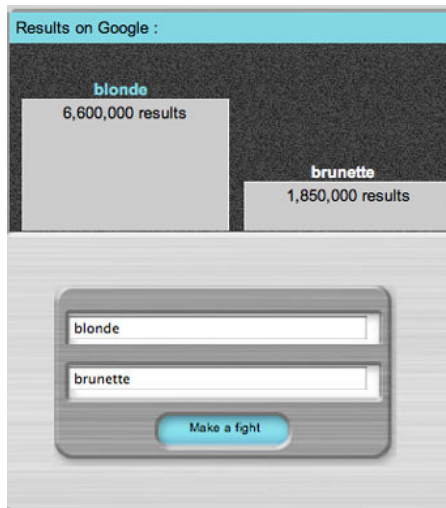 Results on Google :
blonde
6,600,000 results
brunette
1,850,000 results
blonde
brunette
Make a fight